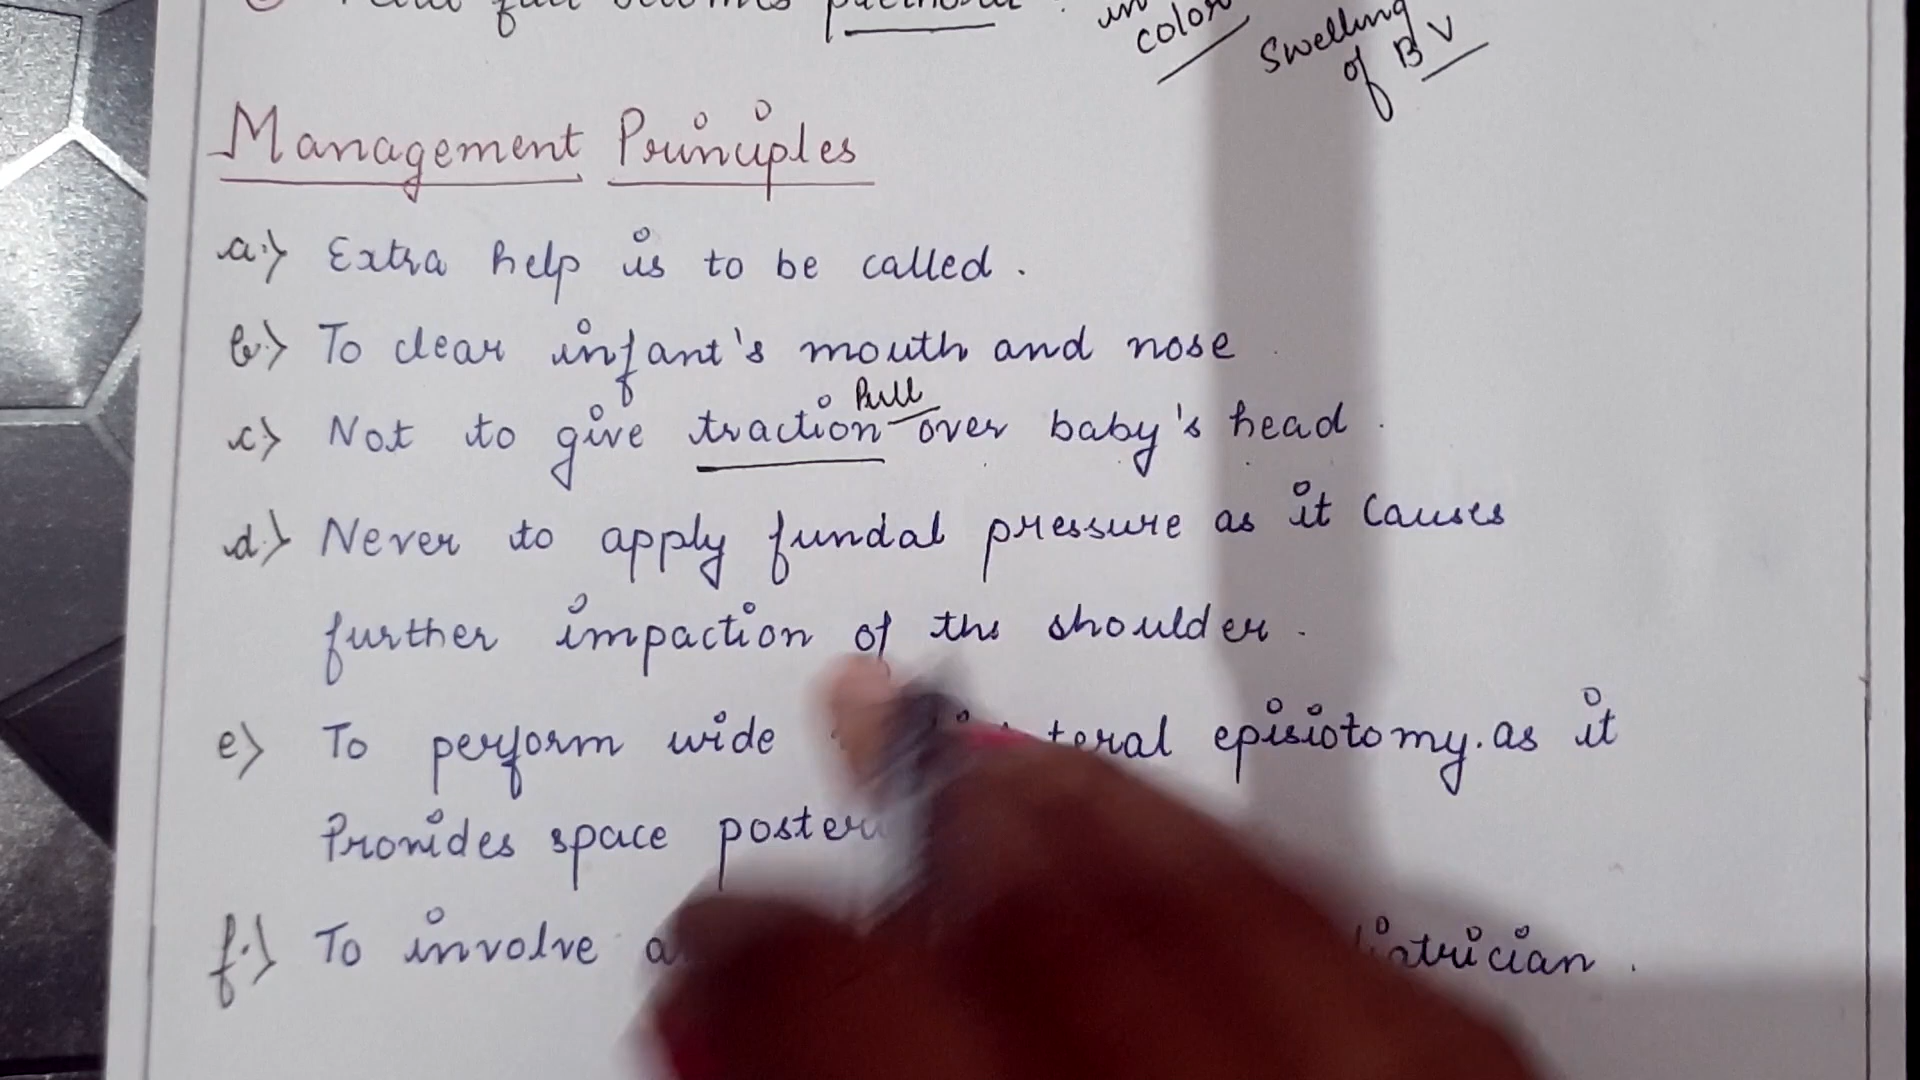 in
color
Swelling
of B V
Management Principles
a.> Extra help is to be called.
b.> To clear infant's mouth and nose.
Pull
c.> Not to give traction over baby's head.
d.> Never to apply fundal pressure as it causes
further impaction of the shoulder.
e.> To perform wide episiotomy. as it
Provides space
f.> To involve